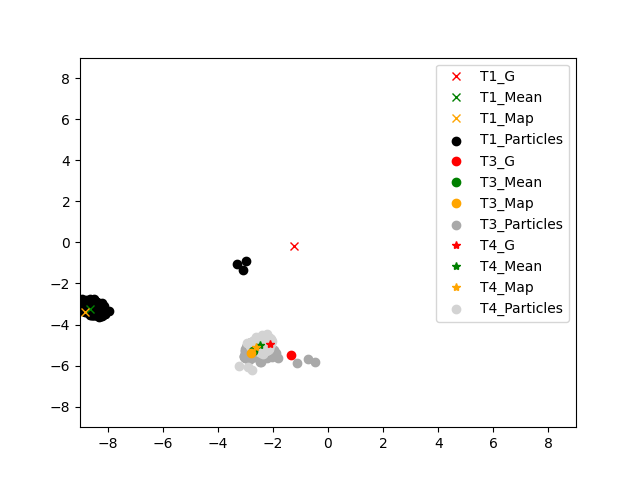 8
6
4
2
0
−2
−4
−6
−8
−8 −6 −4 −2 0 2 4 6 8
T1_G
T1_Mean
T1_Map
T1_Particles
T3_G
T3_Mean
T3_Map
T3_Particles
T4_G
T4_Mean
T4_Map
T4_Particles